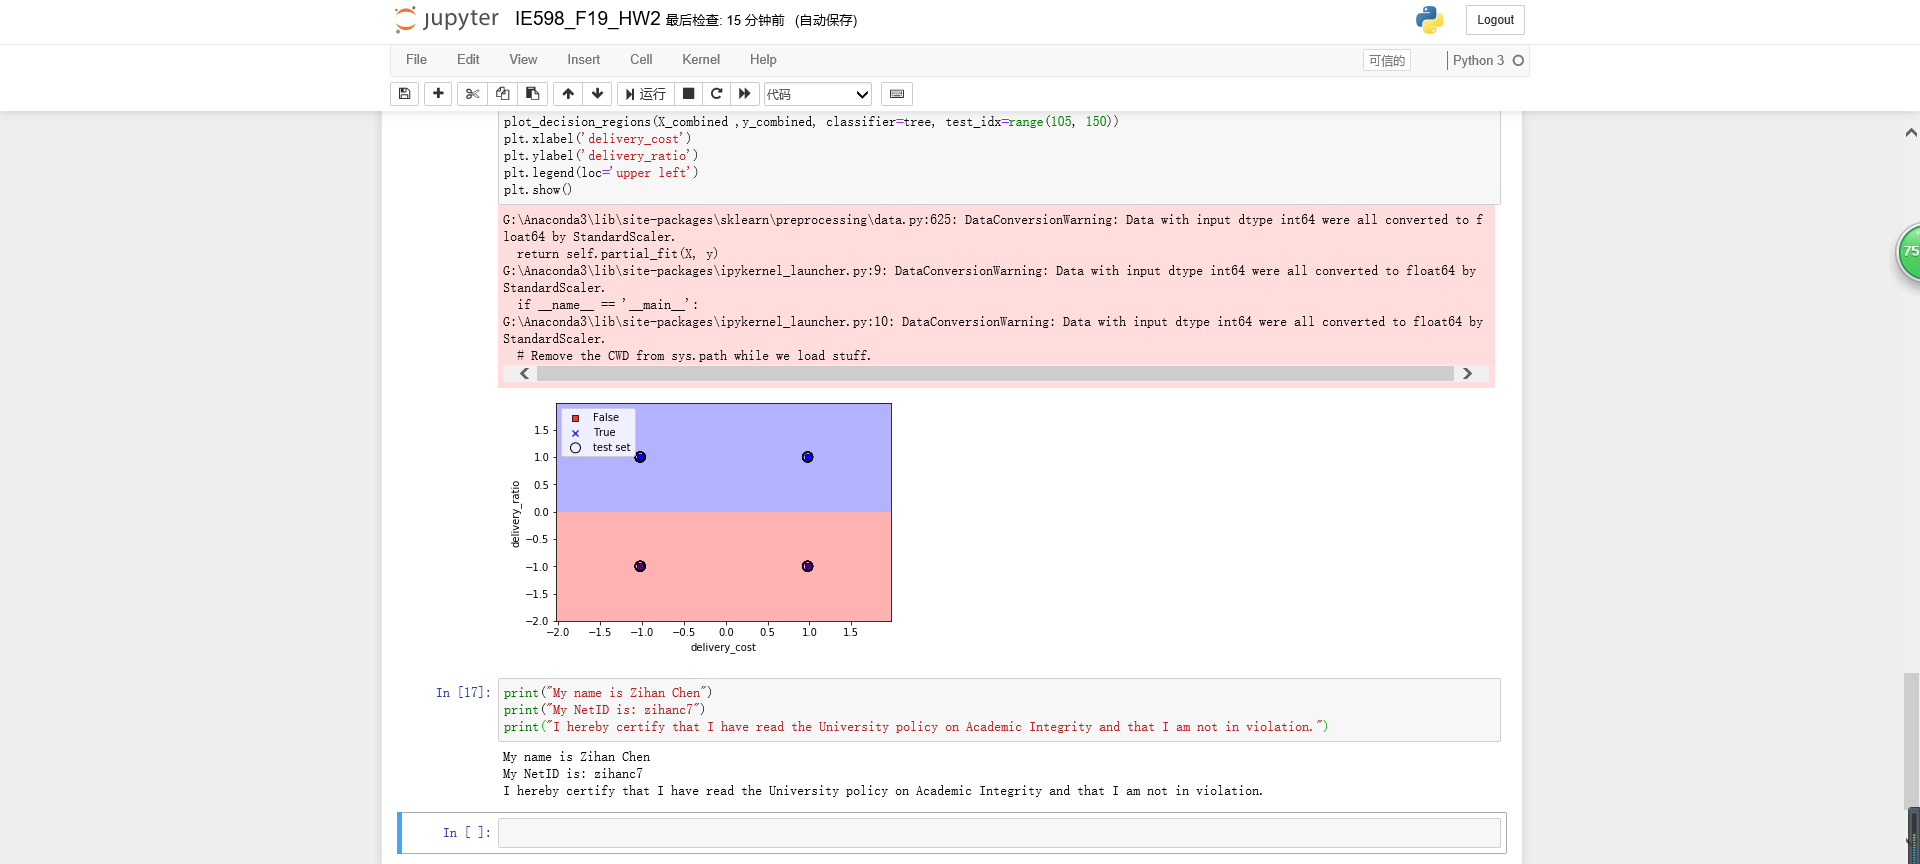 jupyter IE598_F19_HW2 最后检查: 15 分钟前 (自动保存) Logout
File Edit View Insert Cell Kernel Help 可信的 Python 3
运行 代码
plot_decision_regions(X_combined ,y_combined, classifier=tree, test_idx=range(105, 150))
plt.xlabel('delivery_cost')
plt.ylabel('delivery_ratio')
plt.legend(loc='upper left')
plt.show()
G:\Anaconda3\lib\site-packages\sklearn\preprocessing\data.py:625: DataConversionWarning: Data with input dtype int64 were all converted to f
loat64 by StandardScaler.
  return self.partial_fit(X, y)
G:\Anaconda3\lib\site-packages\ipykernel_launcher.py:9: DataConversionWarning: Data with input dtype int64 were all converted to float64 by
StandardScaler.
  if __name__ == '__main__':
G:\Anaconda3\lib\site-packages\ipykernel_launcher.py:10: DataConversionWarning: Data with input dtype int64 were all converted to float64 by
StandardScaler.
  # Remove the CWD from sys.path while we load stuff.
75
False
True
test set
1.5
1.0
0.5
0.0
−0.5
−1.0
−1.5
−2.0
delivery_ratio
−2.0 −1.5 −1.0 −0.5 0.0 0.5 1.0 1.5
delivery_cost
In [17]: print("My name is Zihan Chen")
print("My NetID is: zihanc7")
print("I hereby certify that I have read the University policy on Academic Integrity and that I am not in violation.")
My name is Zihan Chen
My NetID is: zihanc7
I hereby certify that I have read the University policy on Academic Integrity and that I am not in violation.
In [ ]: